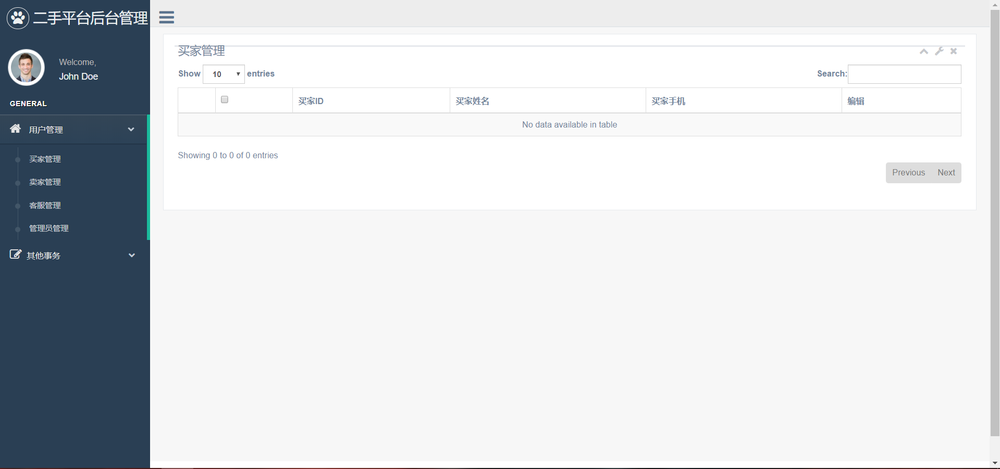 二手平台后台管理
Welcome,
John Doe
GENERAL
用户管理
买家管理
卖家管理
客服管理
管理员管理
其他事务
买家管理
Show 10 entries
Search:
买家ID 买家姓名 买家手机 编辑
No data available in table
Showing 0 to 0 of 0 entries
Previous Next